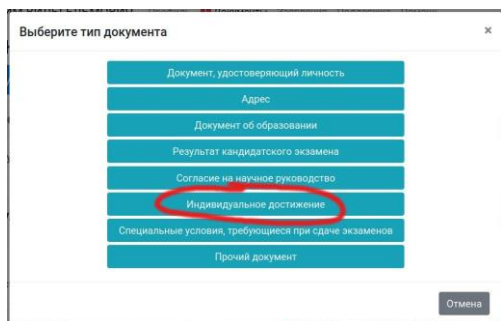 Выберите тип документа
×
Документ, удостоверяющий личность
Адрес
Документ об образовании
Результат кандидатского экзамена
Согласие на научное руководство
Индивидуальное достижение
Специальные условия, требующиеся при сдаче экзаменов
Прочий документ
Отмена